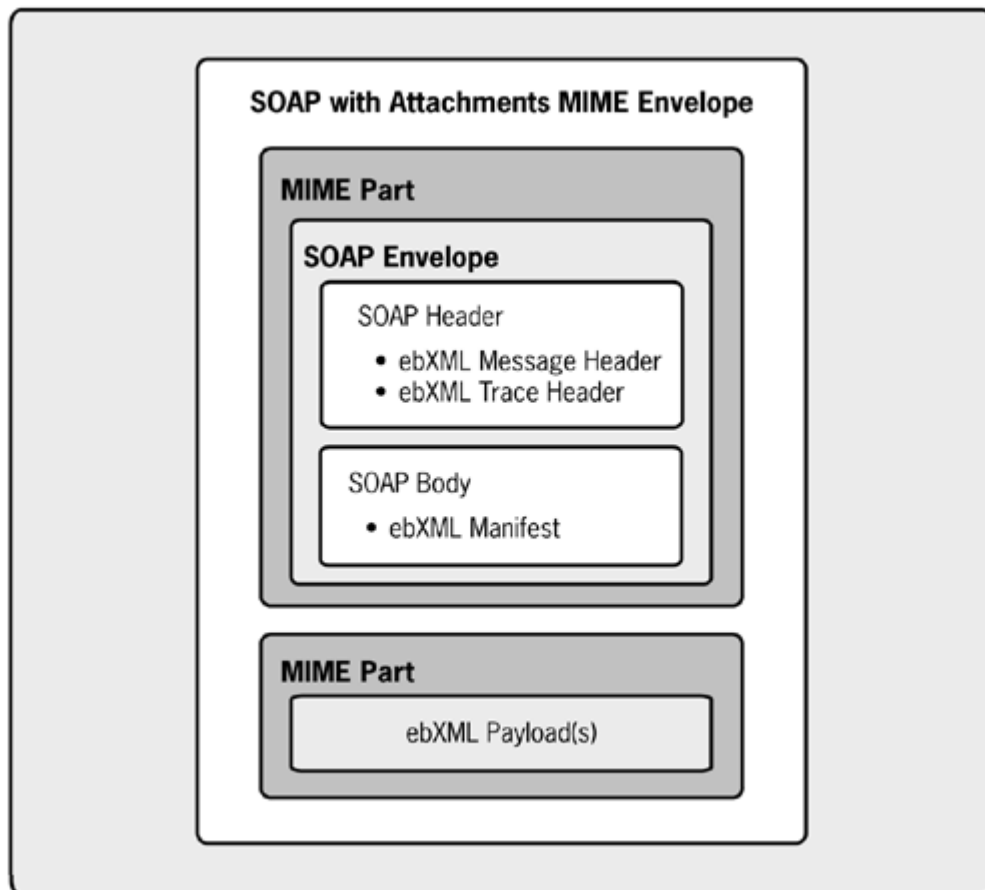 SOAP with Attachments MIME Envelope
MIME Part
SOAP Envelope
SOAP Header
• ebXML Message Header
• ebXML Trace Header
SOAP Body
• ebXML Manifest
MIME Part
ebXML Payload(s)